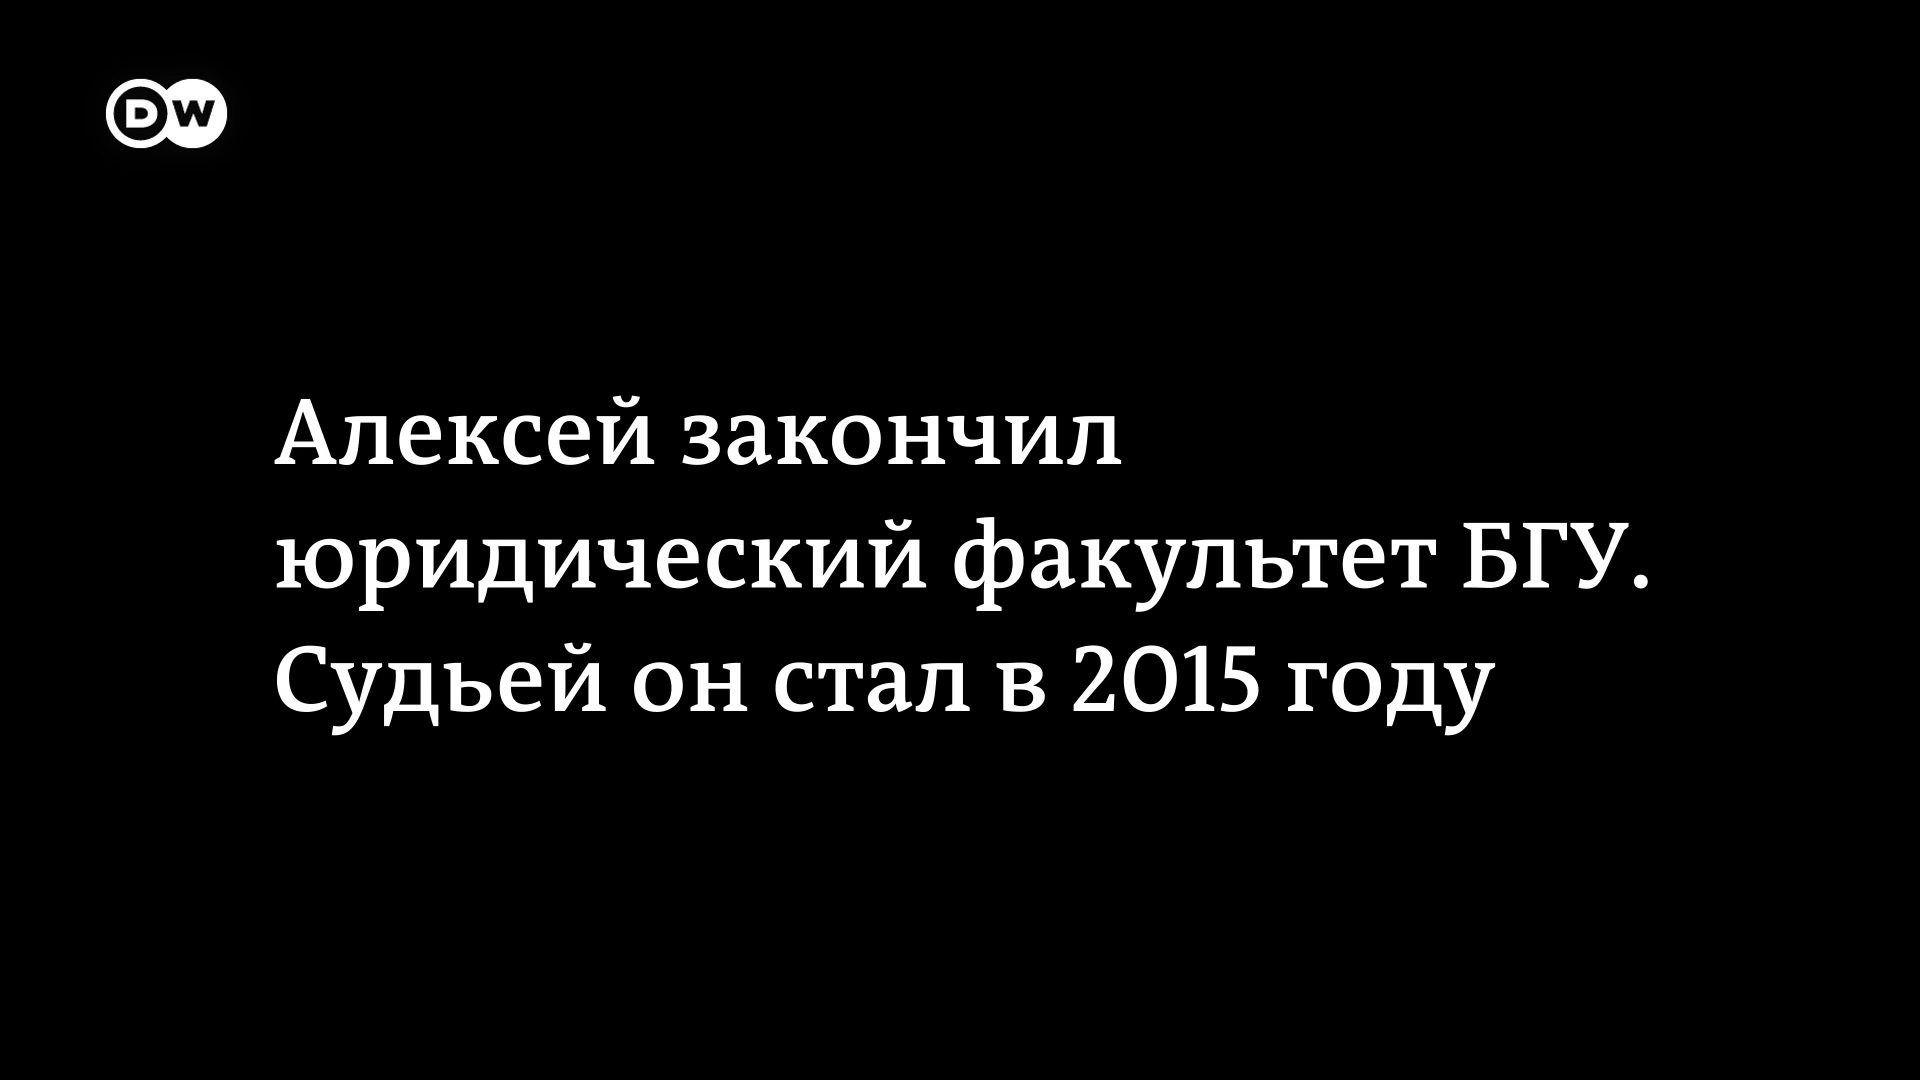 DW
Алексей закончил
юридический факультет БГУ.
Судьей он стал в 2015 году